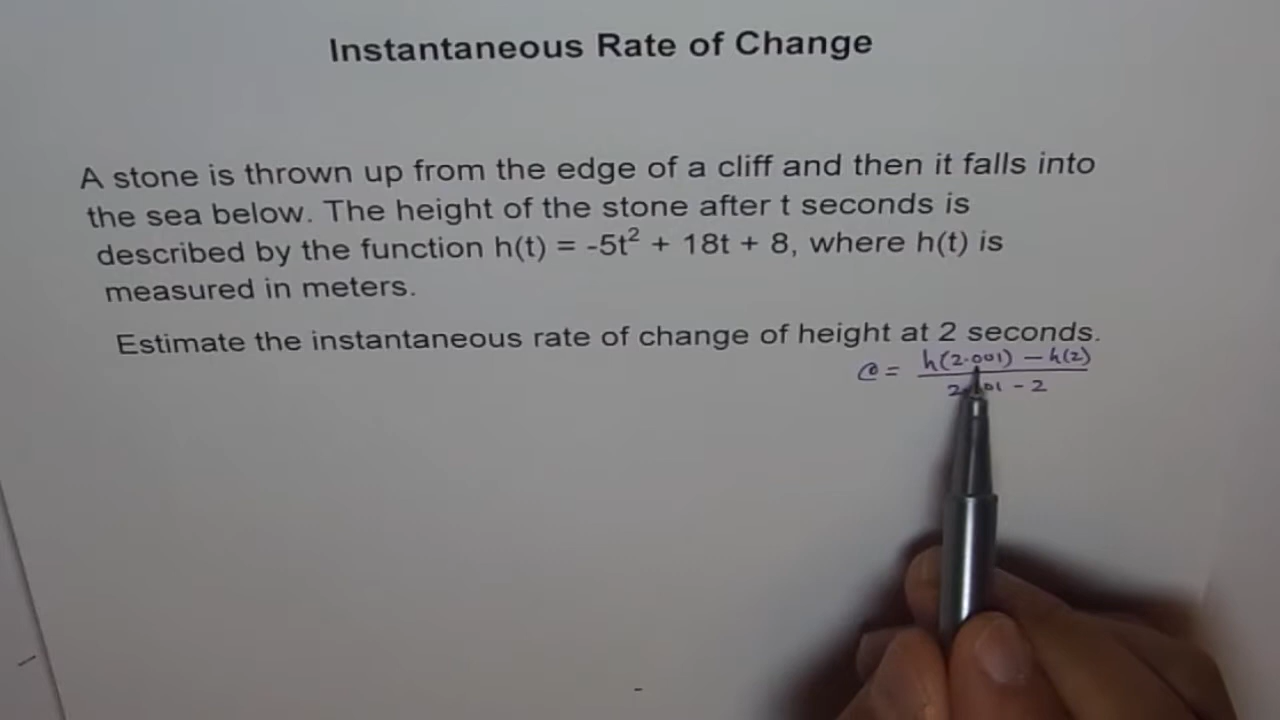 Instantaneous Rate of Change
A stone is thrown up from the edge of a cliff and then it falls into
the sea below. The height of the stone after t seconds is
described by the function h(t) = -5t² + 18t + 8, where h(t) is
measured in meters.
Estimate the instantaneous rate of change of height at 2 seconds.
h(2.001) - h(2)
- 2